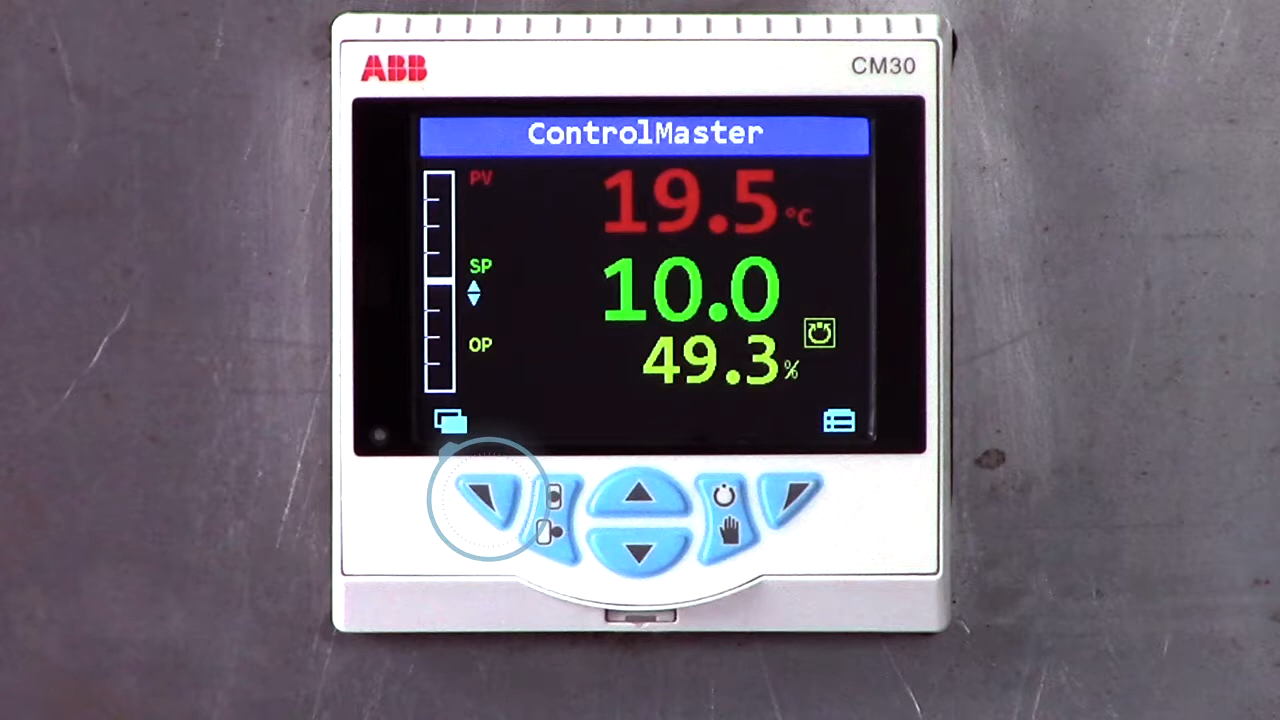 ABB
CM30
ControlMaster
PV 19.5 °C
SP 10.0
OP 49.3 %